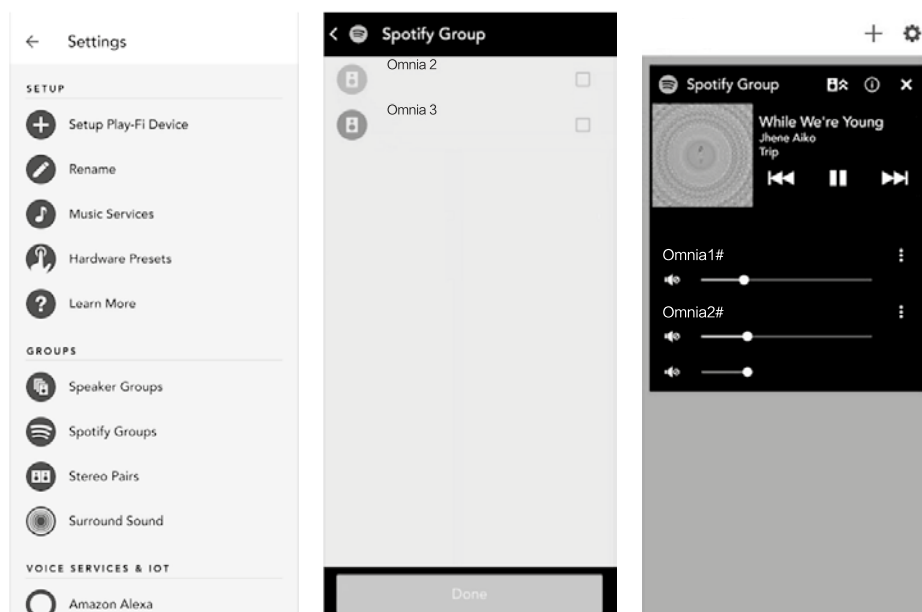 Settings
SETUP
Setup Play-Fi Device
Rename
Music Services
Hardware Presets
Learn More
GROUPS
Speaker Groups
Spotify Groups
Stereo Pairs
Surround Sound
VOICE SERVICES & IOT
Amazon Alexa
Spotify Group
Omnia 2
Omnia 3
Done
Spotify Group
While We're Young
Jhene Aiko
Trip
Omnia1#
Omnia2#